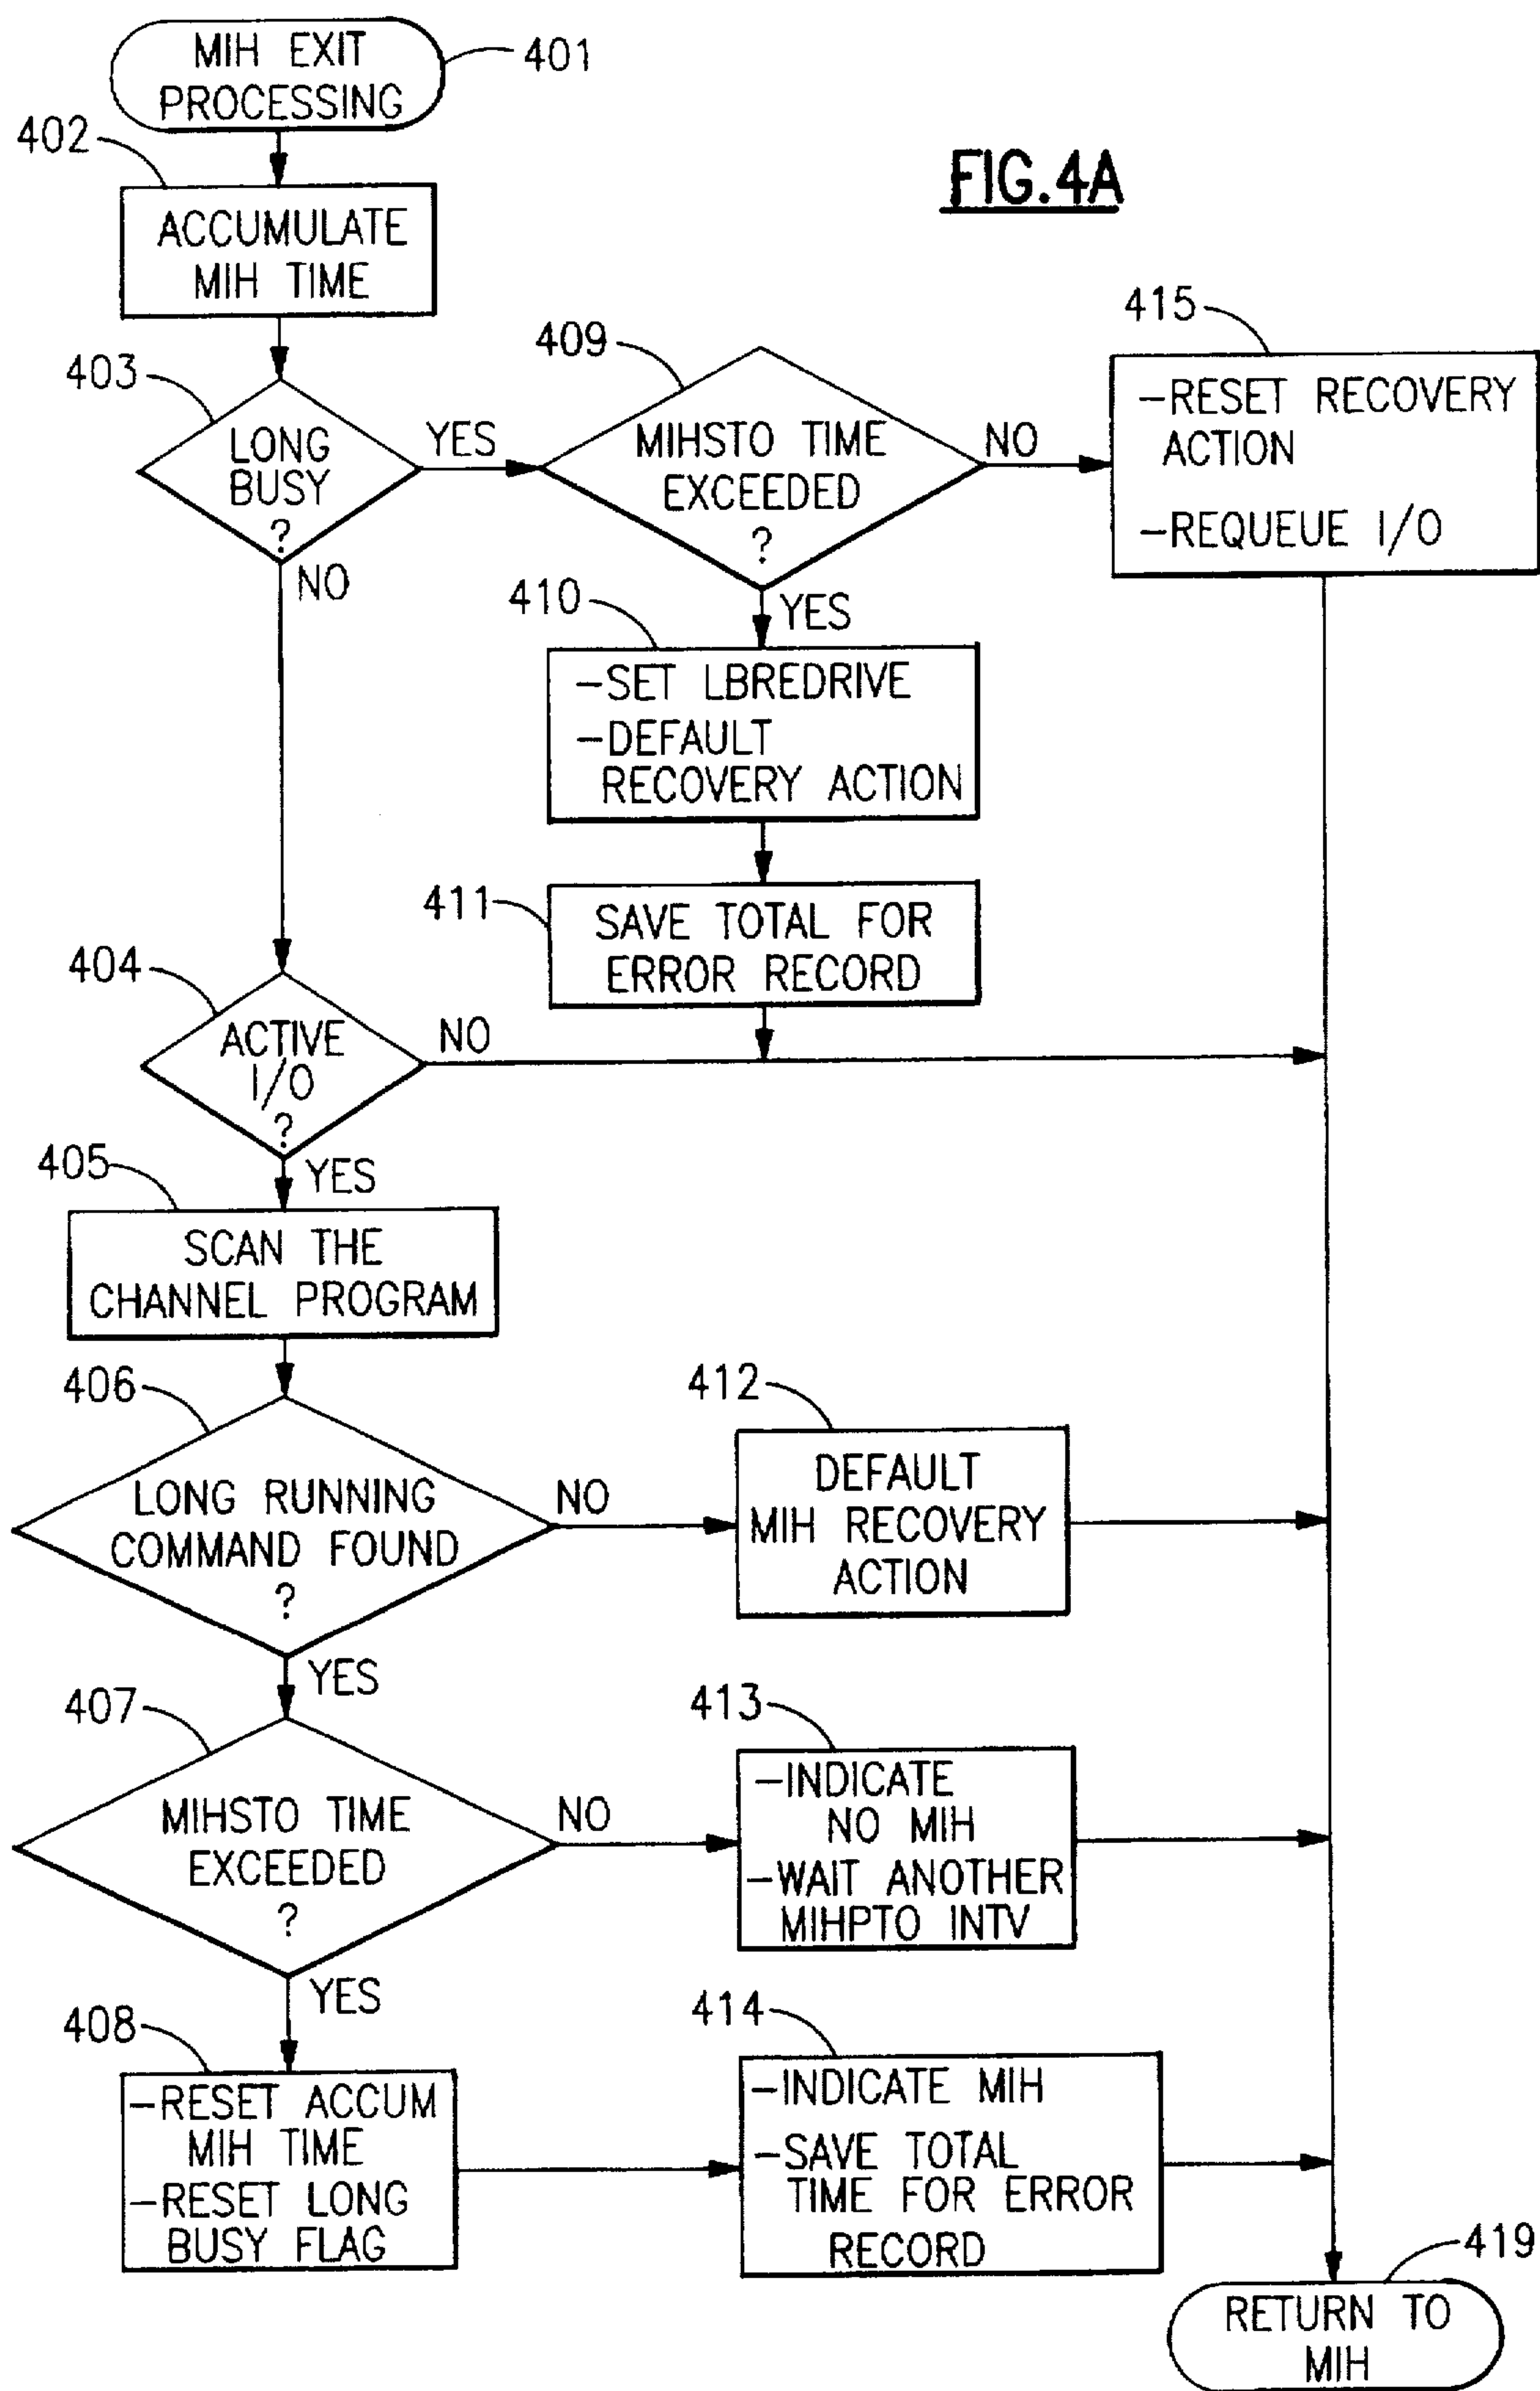 MIH EXIT
PROCESSING
401
402
FIG.4A
ACCUMULATE
MIH TIME
403
LONG
BUSY
?
YES
NO
409
MIHSTO TIME
EXCEEDED
?
NO
YES
415
-RESET RECOVERY
ACTION
-REQUEUE I/O
410
-SET LBREDRIVE
-DEFAULT
RECOVERY ACTION
411
SAVE TOTAL FOR
ERROR RECORD
404
ACTIVE
I/O
?
NO
YES
405
SCAN THE
CHANNEL PROGRAM
406
LONG RUNNING
COMMAND FOUND
?
NO
YES
412
DEFAULT
MIH RECOVERY
ACTION
407
MIHSTO TIME
EXCEEDED
?
NO
YES
413
-INDICATE
NO MIH
-WAIT ANOTHER
MIHPTO INTV
408
-RESET ACCUM
MIH TIME
-RESET LONG
BUSY FLAG
414
-INDICATE MIH
-SAVE TOTAL
TIME FOR ERROR
RECORD
419
RETURN TO
MIH